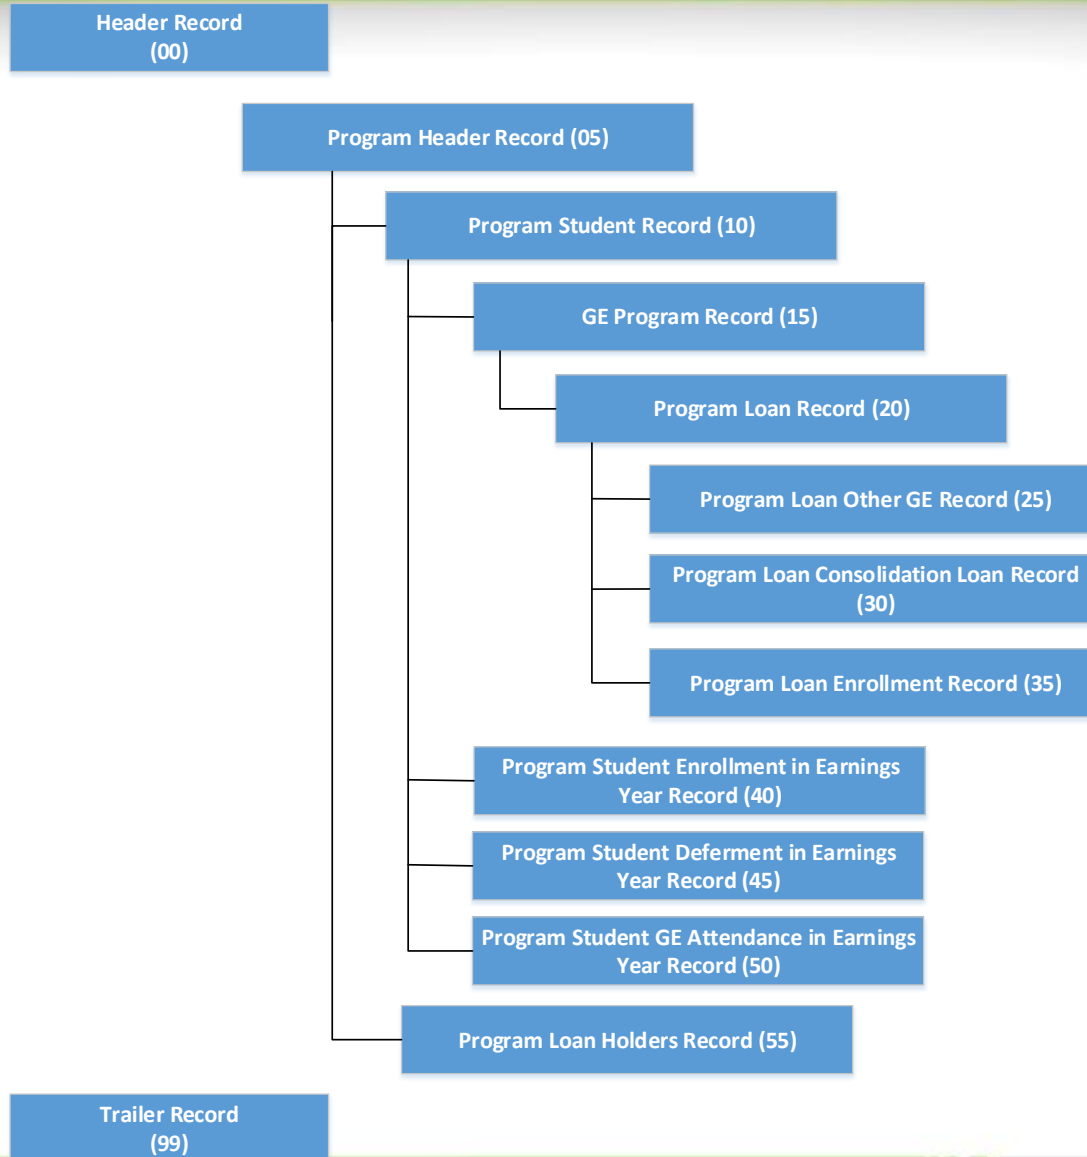 Header Record
(00)
Program Header Record (05)
Program Student Record (10)
GE Program Record (15)
Program Loan Record (20)
Program Loan Other GE Record (25)
Program Loan Consolidation Loan Record
(30)
Program Loan Enrollment Record (35)
Program Student Enrollment in Earnings
Year Record (40)
Program Student Deferment in Earnings
Year Record (45)
Program Student GE Attendance in Earnings
Year Record (50)
Program Loan Holders Record (55)
Trailer Record
(99)